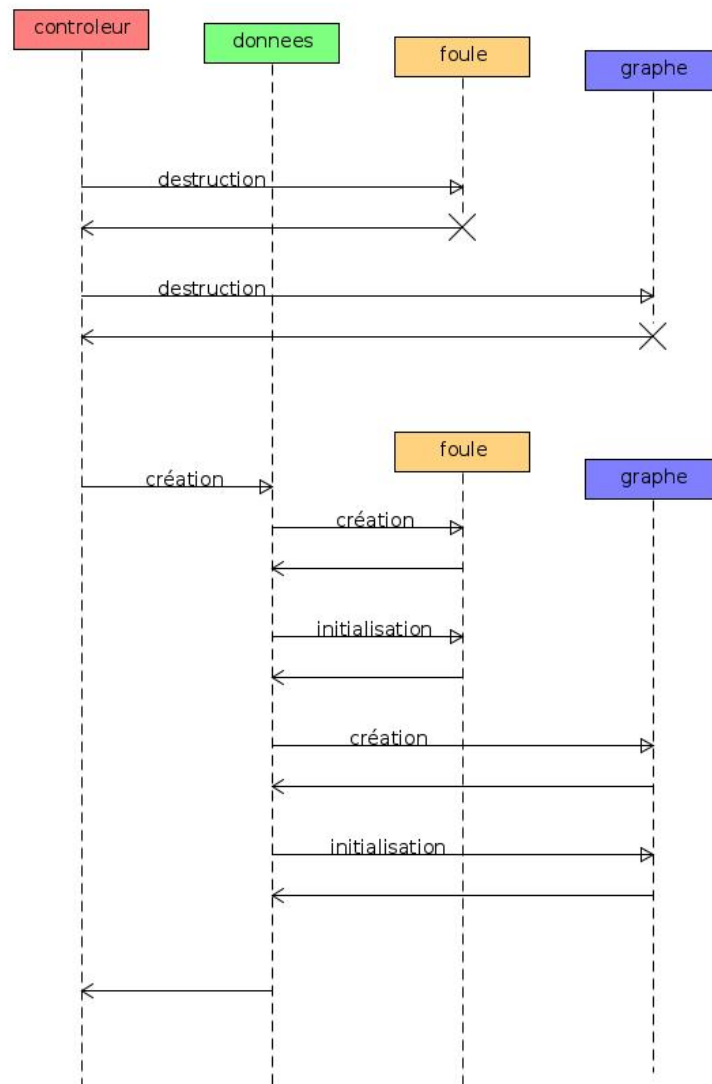 controleur
donnees
foule
graphe
destruction
destruction
foule
graphe
création
création
initialisation
création
initialisation